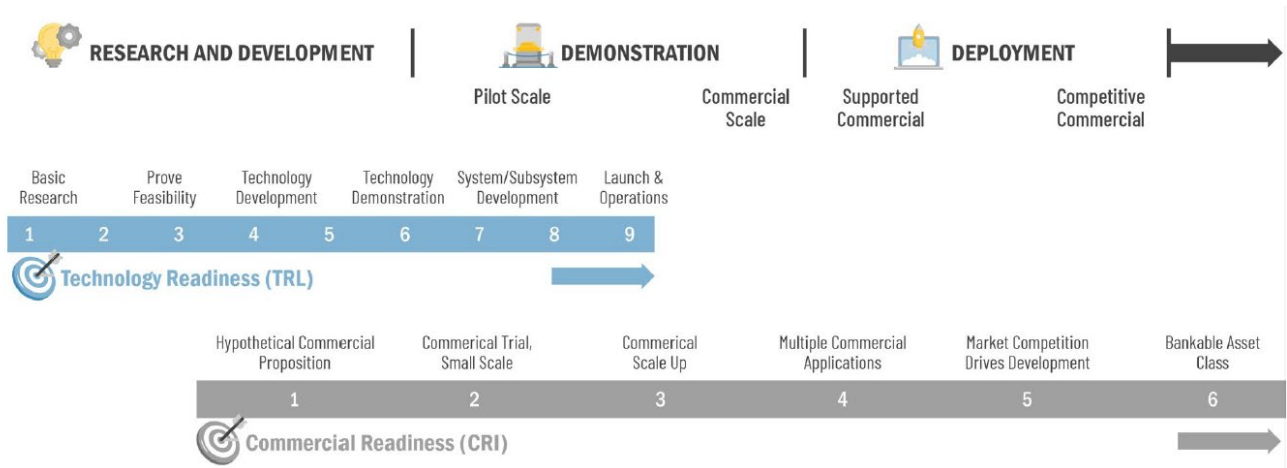 RESEARCH AND DEVELOPMENT
DEMONSTRATION
DEPLOYMENT
Pilot Scale
Commercial
Scale
Supported
Commercial
Competitive
Commercial
Basic
Research
Prove
Feasibility
Technology
Development
Technology
Demonstration
System/Subsystem
Development
Launch &
Operations
1 2 3 4 5 6 7 8 9
Technology Readiness (TRL)
Hypothetical Commercial
Proposition
Commerical Trial,
Small Scale
Commerical
Scale Up
Multiple Commercial
Applications
Market Competition
Drives Development
Bankable Asset
Class
1 2 3 4 5 6
Commercial Readiness (CRI)